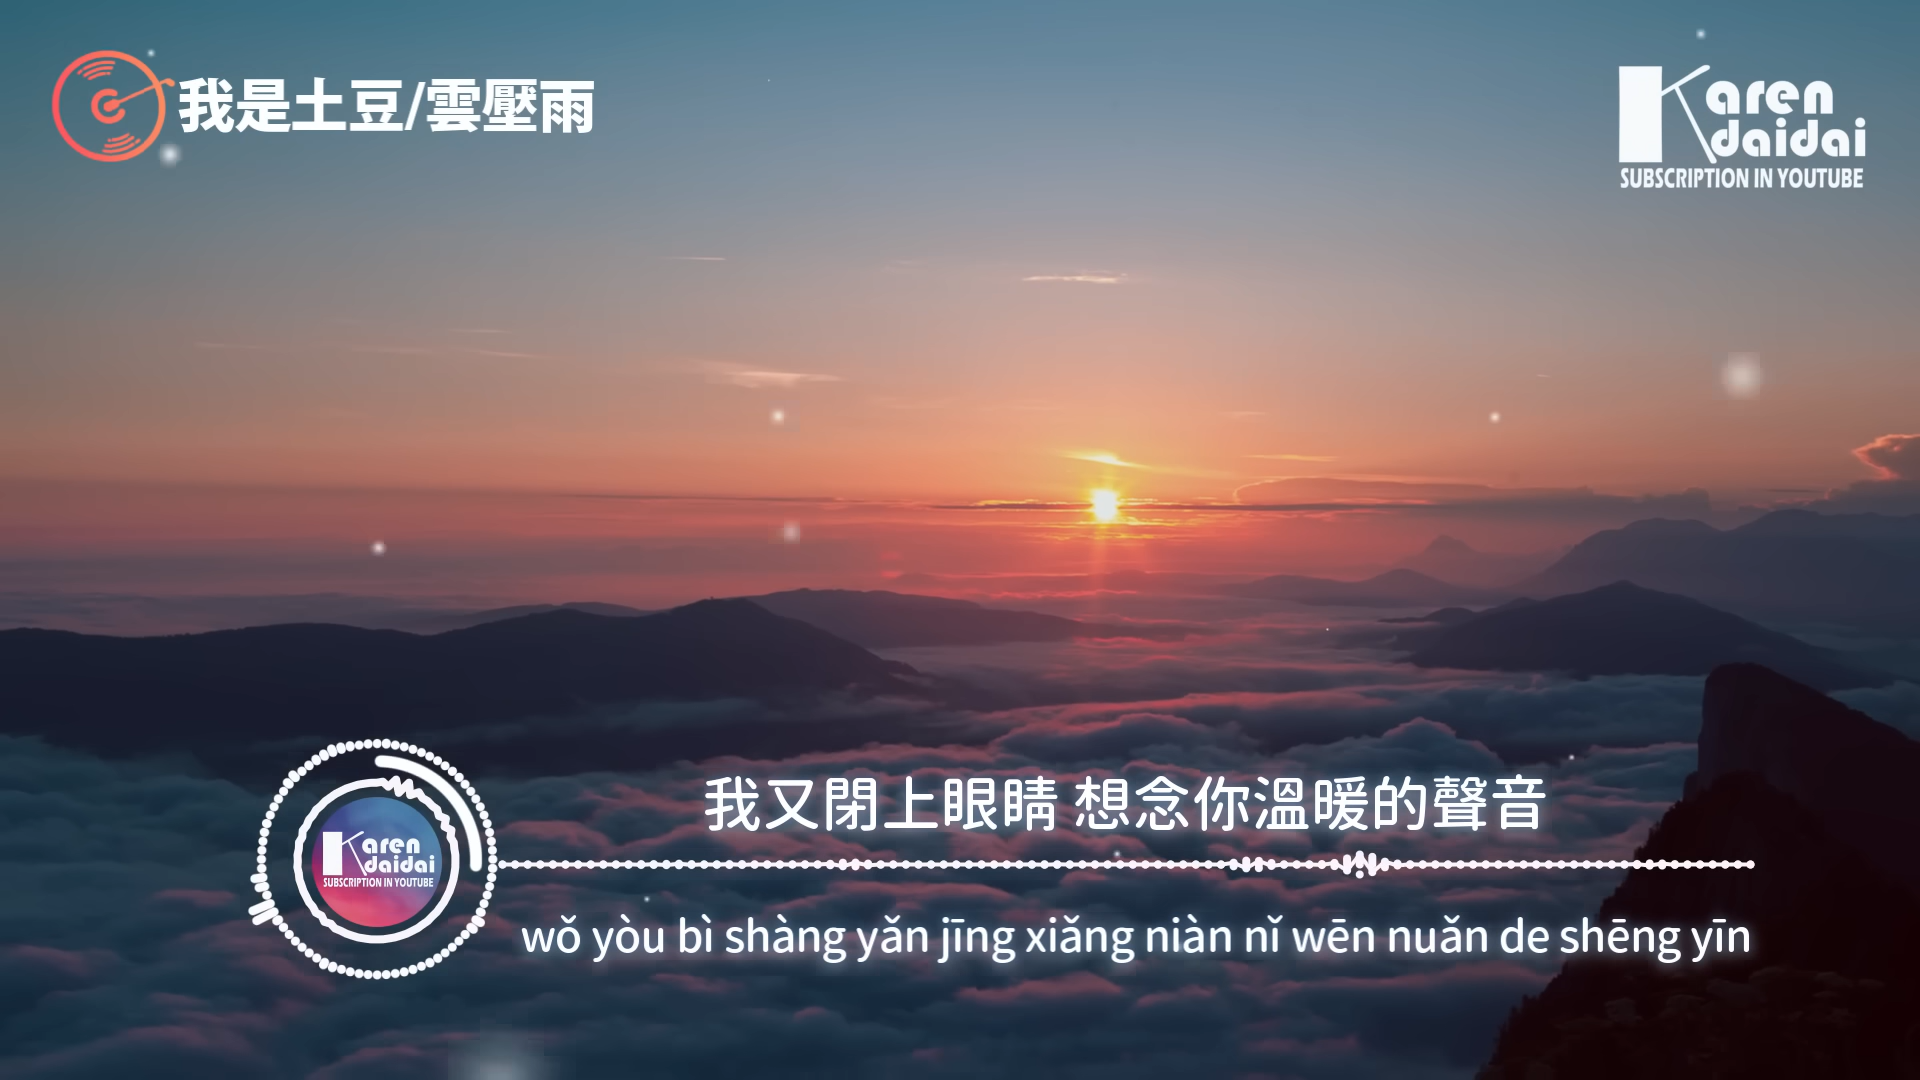 我是土豆/雲壓雨
Karen
daidai
SUBSCRIPTION IN YOUTUBE
我又閉上眼睛 想念你溫暖的聲音
Karen
daidai
SUBSCRIPTION IN YOUTUBE
wǒ yòu bì shàng yǎn jīng xiǎng niàn nǐ wēn nuǎn de shēng yīn